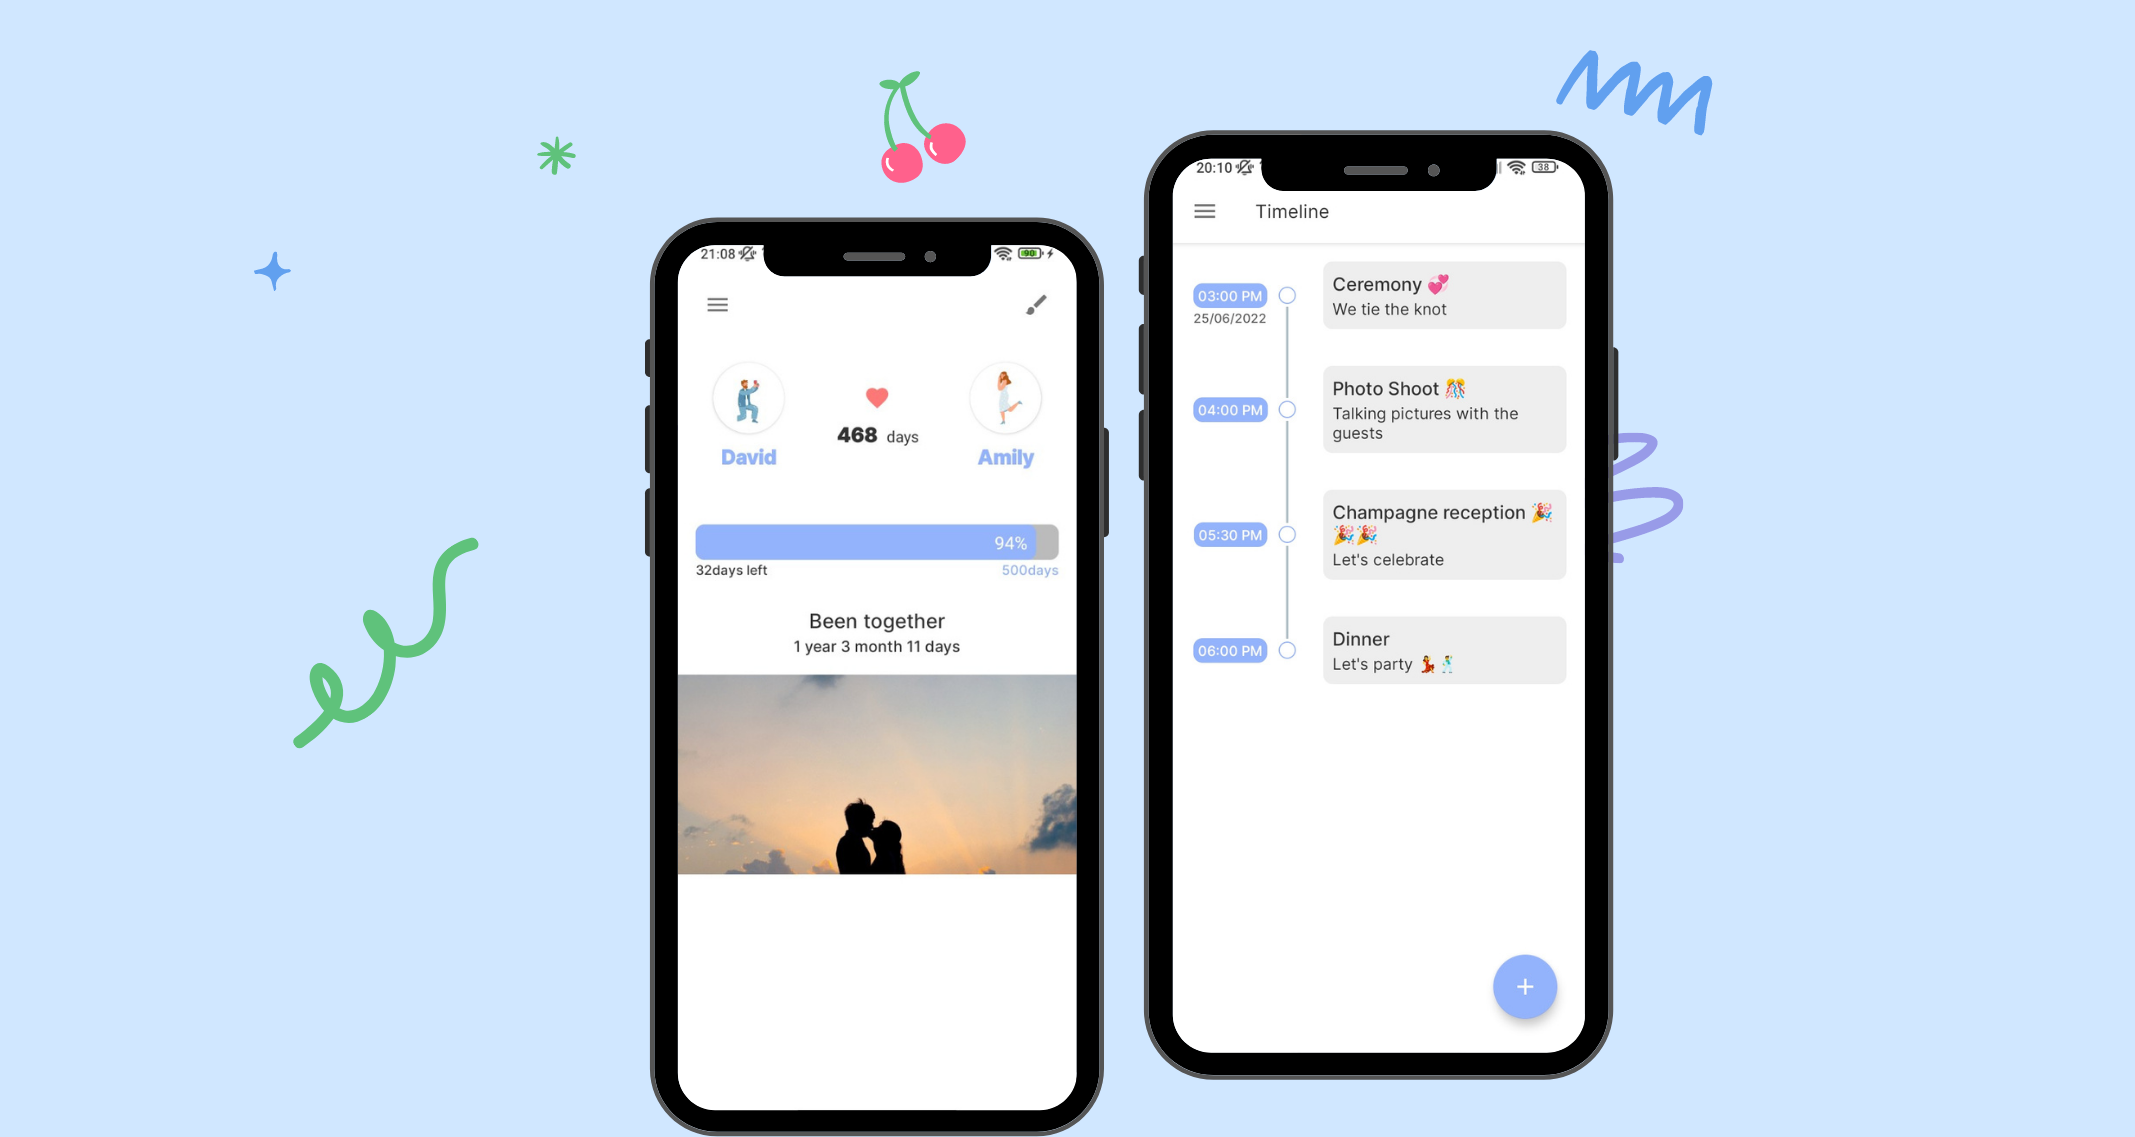 21:08
90
David
468 days
Amily
94%
32days left
500days
Been together
1 year 3 month 11 days
20:10
38
Timeline
03:00 PM
25/06/2022
Ceremony 💞
We tie the knot
04:00 PM
Photo Shoot 🎊
Talking pictures with the
guests
05:30 PM
Champagne reception 🎉
🎉🎉
Let's celebrate
06:00 PM
Dinner
Let's party 💃🕺